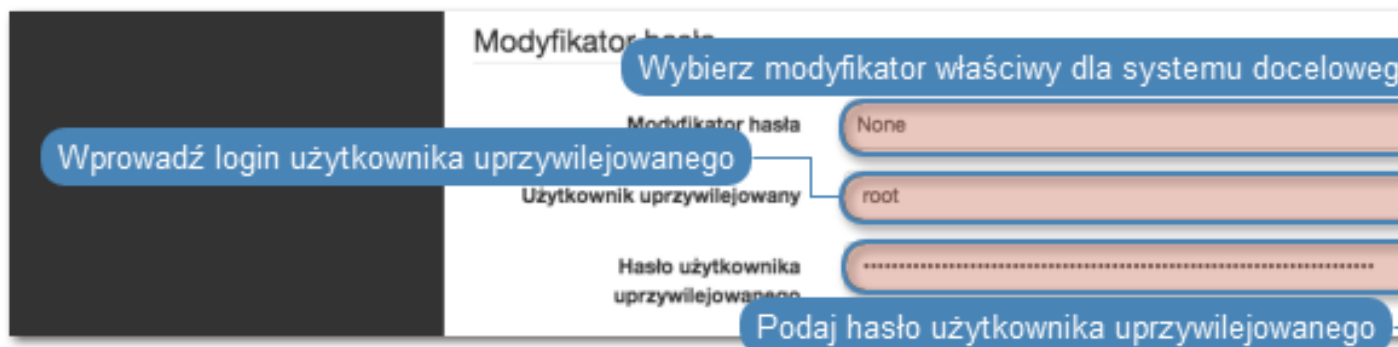 Modyfikator hasła
Wybierz modyfikator właściwy dla systemu doceloweg
Modyfikator hasła
None
Wprowadź login użytkownika uprzywilejowanego
Użytkownik uprzywilejowany
root
Hasło użytkownika
uprzywilejowanego
Podaj hasło użytkownika uprzywilejowanego